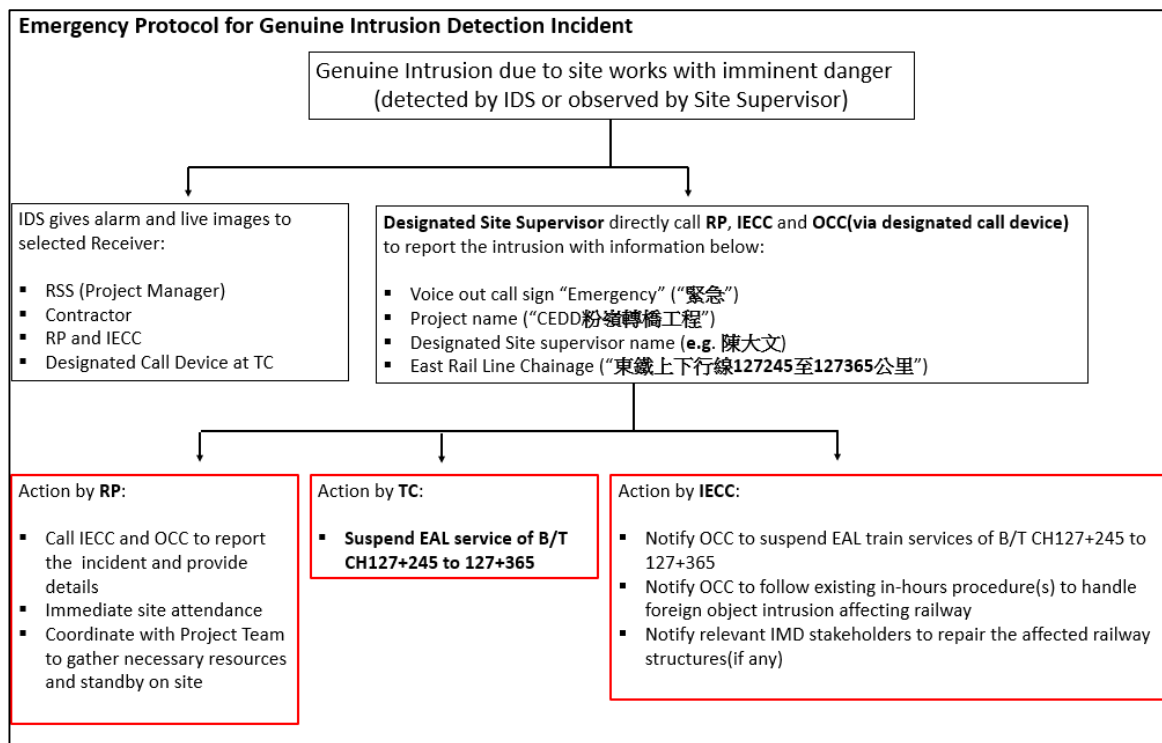 Emergency Protocol for Genuine Intrusion Detection Incident
Genuine Intrusion due to site works with imminent danger
(detected by IDS or observed by Site Supervisor)
IDS gives alarm and live images to
selected Receiver:
▪ RSS (Project Manager)
▪ Contractor
▪ RP and IECC
▪ Designated Call Device at TC
Designated Site Supervisor directly call RP, IECC and OCC(via designated call device)
to report the intrusion with information below:
▪ Voice out call sign “Emergency” (“緊急”)
▪ Project name (“CEDD粉嶺轉橋工程”)
▪ Designated Site supervisor name (e.g. 陳大文)
▪ East Rail Line Chainage (“東鐵上下行線127245至127365公里”)
Action by RP:
▪ Call IECC and OCC to report
the incident and provide
details
▪ Immediate site attendance
▪ Coordinate with Project Team
to gather necessary resources
and standby on site
Action by TC:
▪ Suspend EAL service of B/T
CH127+245 to 127+365
Action by IECC:
▪ Notify OCC to suspend EAL train services of B/T CH127+245 to
127+365
▪ Notify OCC to follow existing in-hours procedure(s) to handle
foreign object intrusion affecting railway
▪ Notify relevant IMD stakeholders to repair the affected railway
structures(if any)